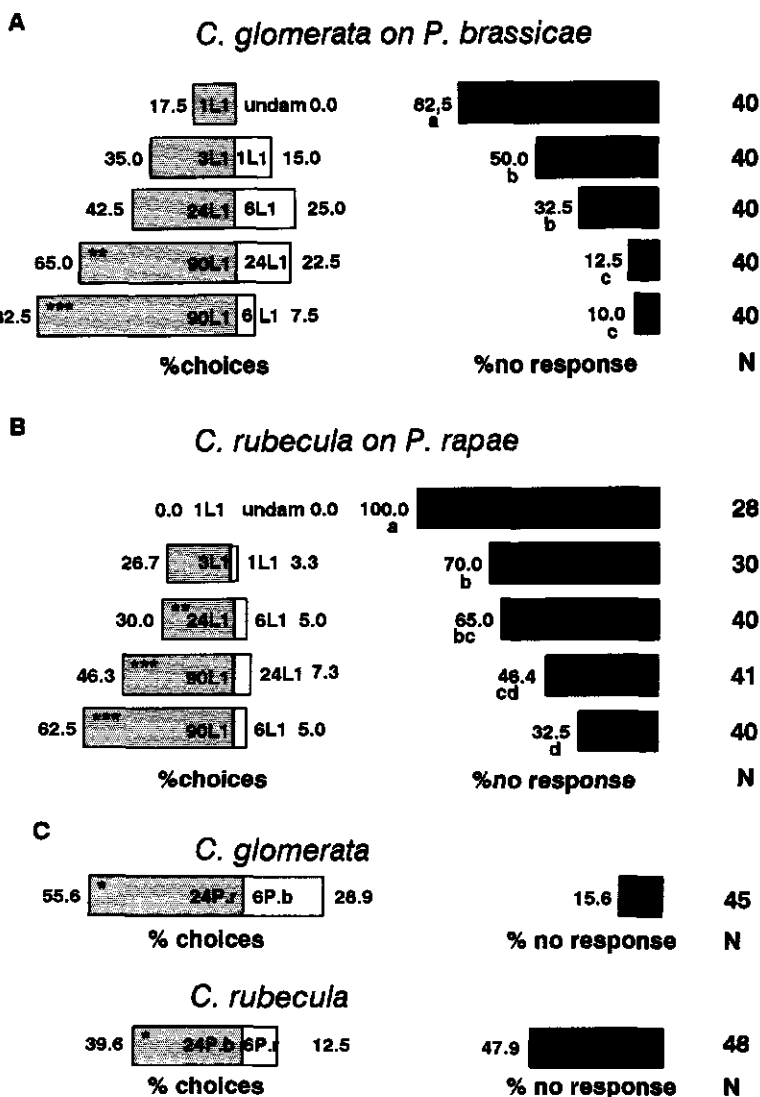 A
C. glomerata on P. brassicae
17.5 1L1 undam 0.0 82,5 a 40
35.0 3L1 1L1 15.0 50.0 b 40
42.5 24L1 6L1 25.0 32.5 b 40
65.0 ** 90L1 24L1 22.5 12.5 c 40
2.5 *** 90L1 6L1 7.5 10.0 c 40
%choices %no response N
B
C. rubecula on P. rapae
0.0 1L1 undam 0.0 100.0 a 28
26.7 3L1 1L1 3.3 70.0 b 30
30.0 ** 24L1 6L1 5.0 65.0 bc 40
46.3 *** 90L1 24L1 7.3 46.4 cd 41
62.5 *** 90L1 6L1 5.0 32.5 d 40
%choices %no response N
C
C. glomerata
55.6 * 24P.r 6P.b 28.9 15.6 45
% choices % no response N
C. rubecula
39.6 * 24P.b 6P.r 12.5 47.9 48
% choices % no response N